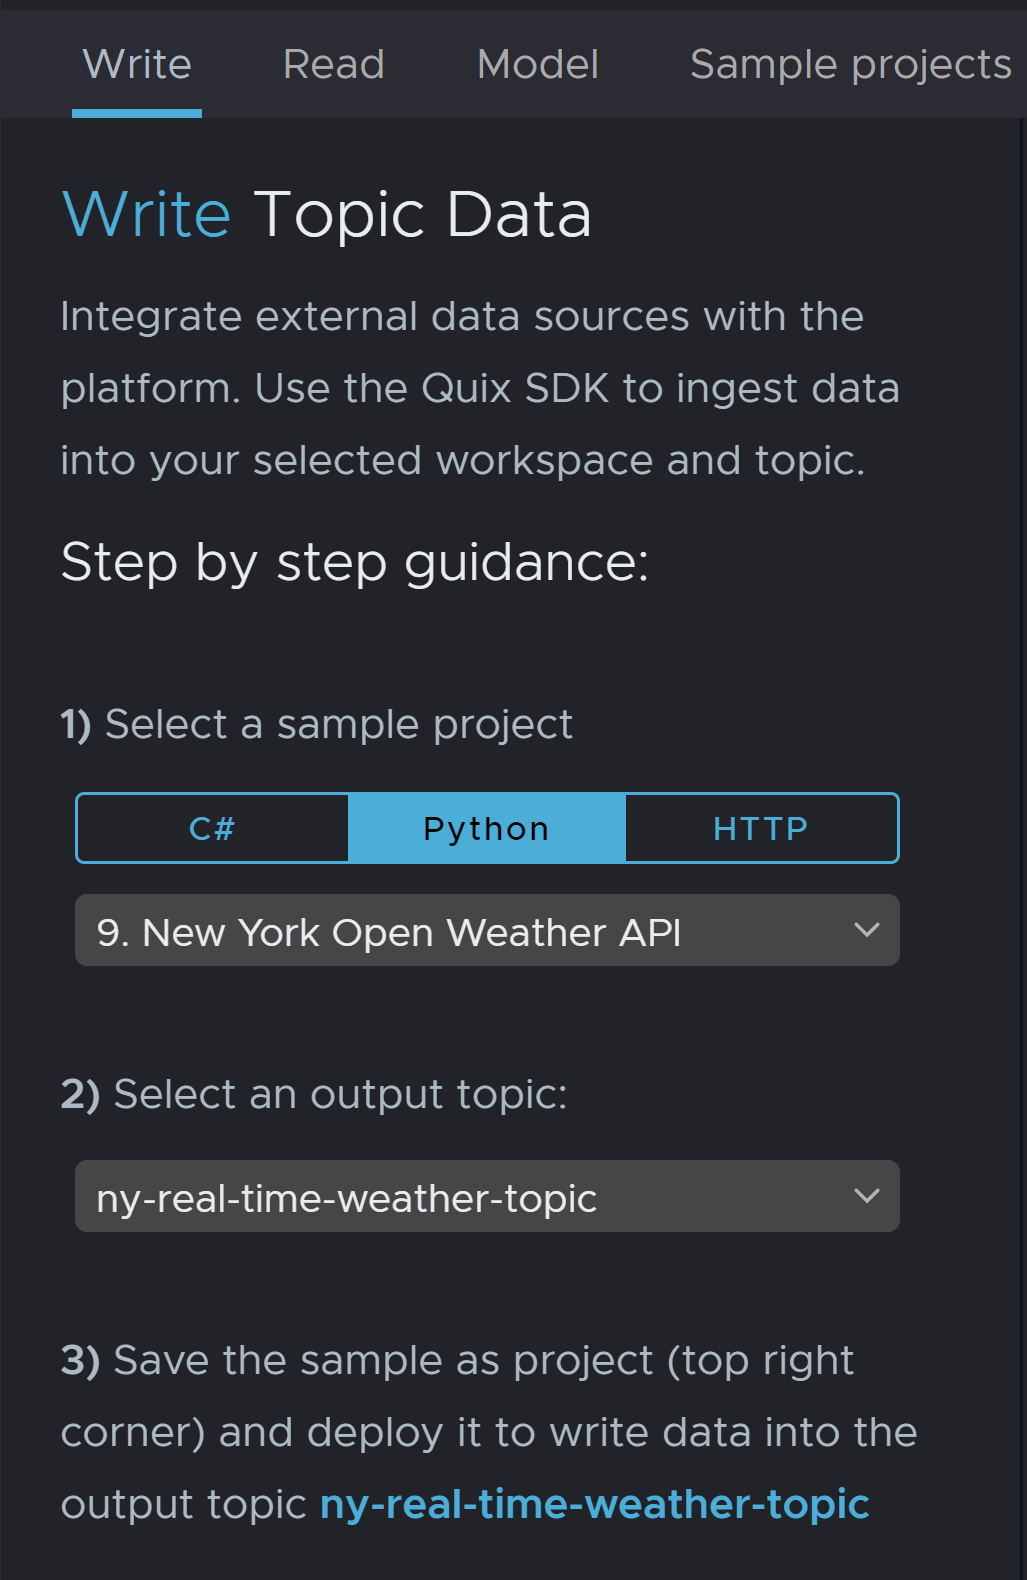 Write Read Model Sample projects
Write Topic Data
Integrate external data sources with the
platform. Use the Quix SDK to ingest data
into your selected workspace and topic.
Step by step guidance:
1) Select a sample project
C# Python HTTP
9. New York Open Weather API
2) Select an output topic:
ny-real-time-weather-topic
3) Save the sample as project (top right
corner) and deploy it to write data into the
output topic ny-real-time-weather-topic